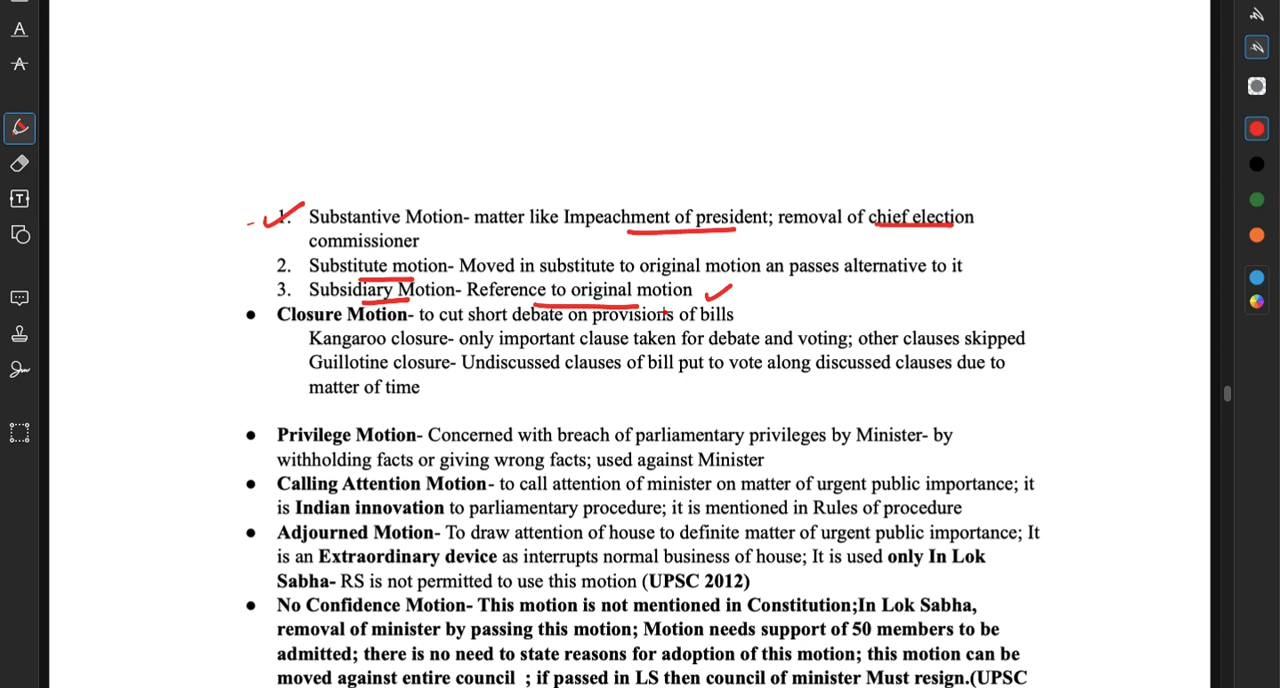 1. Substantive Motion- matter like Impeachment of president; removal of chief election
commissioner
2. Substitute motion- Moved in substitute to original motion an passes alternative to it
3. Subsidiary Motion- Reference to original motion
● Closure Motion- to cut short debate on provisions of bills
Kangaroo closure- only important clause taken for debate and voting; other clauses skipped
Guillotine closure- Undiscussed clauses of bill put to vote along discussed clauses due to
matter of time
● Privilege Motion- Concerned with breach of parliamentary privileges by Minister- by
withholding facts or giving wrong facts; used against Minister
● Calling Attention Motion- to call attention of minister on matter of urgent public importance; it
is Indian innovation to parliamentary procedure; it is mentioned in Rules of procedure
● Adjourned Motion- To draw attention of house to definite matter of urgent public importance; It
is an Extraordinary device as interrupts normal business of house; It is used only In Lok
Sabha- RS is not permitted to use this motion (UPSC 2012)
● No Confidence Motion- This motion is not mentioned in Constitution;In Lok Sabha,
removal of minister by passing this motion; Motion needs support of 50 members to be
admitted; there is no need to state reasons for adoption of this motion; this motion can be
moved against entire council ; if passed in LS then council of minister Must resign.(UPSC